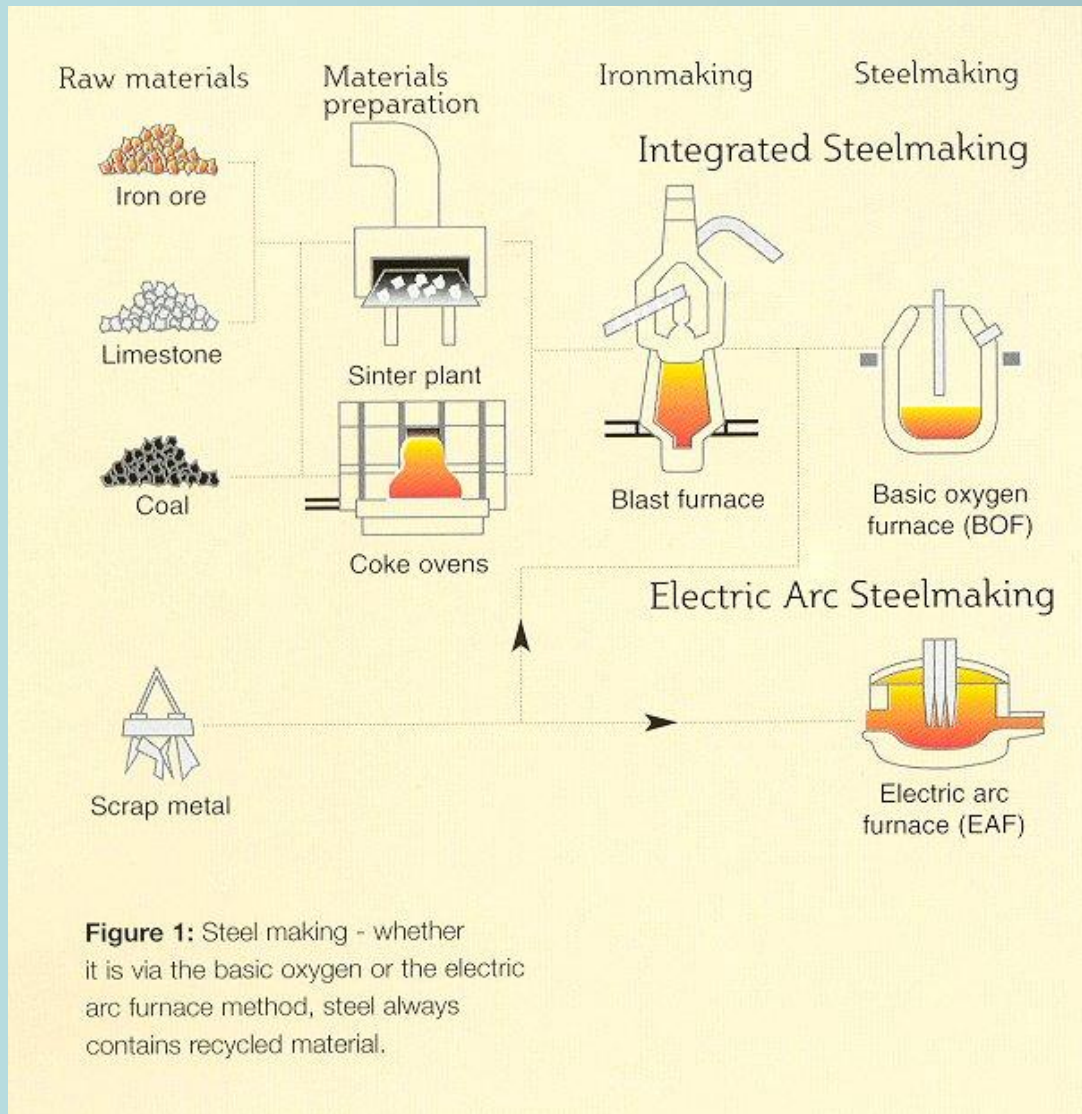 Raw materials
Materials
preparation
Ironmaking
Steelmaking
Integrated Steelmaking
Iron ore
Limestone
Sinter plant
Coal
Coke ovens
Blast furnace
Basic oxygen
furnace (BOF)
Electric Arc Steelmaking
Scrap metal
Electric arc
furnace (EAF)
Figure 1: Steel making - whether
it is via the basic oxygen or the electric
arc furnace method, steel always
contains recycled material.